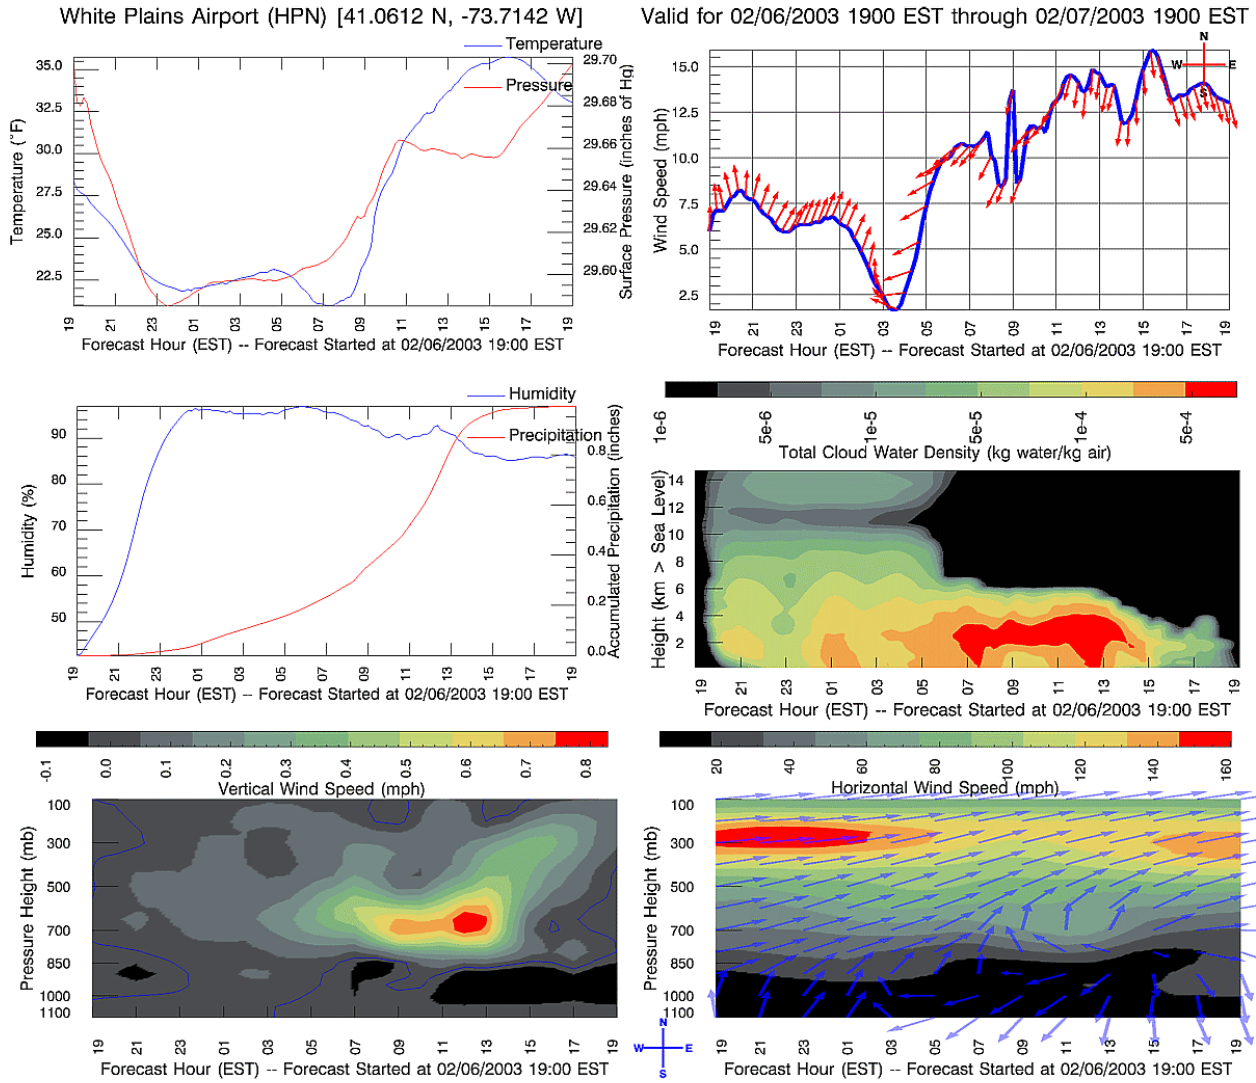 White Plains Airport (HPN) [41.0612 N, -73.7142 W]
Valid for 02/06/2003 1900 EST through 02/07/2003 1900 EST
Temperature
Pressure
35.0
32.5
30.0
27.5
25.0
22.5
Temperature (°F)
29.70
29.68
29.66
29.64
29.62
29.60
Surface Pressure (inches of Hg)
19 21 23 01 03 05 07 09 11 13 15 17 19
Forecast Hour (EST) -- Forecast Started at 02/06/2003 19:00 EST
N
W E
S
15.0
12.5
10.0
7.5
5.0
2.5
Wind Speed (mph)
19 21 23 01 03 05 07 09 11 13 15 17 19
Forecast Hour (EST) -- Forecast Started at 02/06/2003 19:00 EST
Humidity
Precipitation
90
80
70
60
50
Humidity (%)
0.8
0.6
0.4
0.2
0.0
Accumulated Precipitation (inches)
19 21 23 01 03 05 07 09 11 13 15 17 19
Forecast Hour (EST) -- Forecast Started at 02/06/2003 19:00 EST
1e-6 5e-6 1e-5 5e-5 1e-4 5e-4
Total Cloud Water Density (kg water/kg air)
14
12
10
8
6
4
2
Height (km > Sea Level)
19 21 23 01 03 05 07 09 11 13 15 17 19
Forecast Hour (EST) -- Forecast Started at 02/06/2003 19:00 EST
-0.1 0.0 0.1 0.2 0.3 0.4 0.5 0.6 0.7 0.8
Vertical Wind Speed (mph)
100
300
500
700
850
1000
1100
Pressure Height (mb)
19 21 23 01 03 05 07 09 11 13 15 17 19
Forecast Hour (EST) -- Forecast Started at 02/06/2003 19:00 EST
20 40 60 80 100 120 140 160
Horizontal Wind Speed (mph)
100
300
500
700
850
1000
1100
Pressure Height (mb)
N
W E
S
19 21 23 01 03 05 07 09 11 13 15 17 19
Forecast Hour (EST) -- Forecast Started at 02/06/2003 19:00 EST